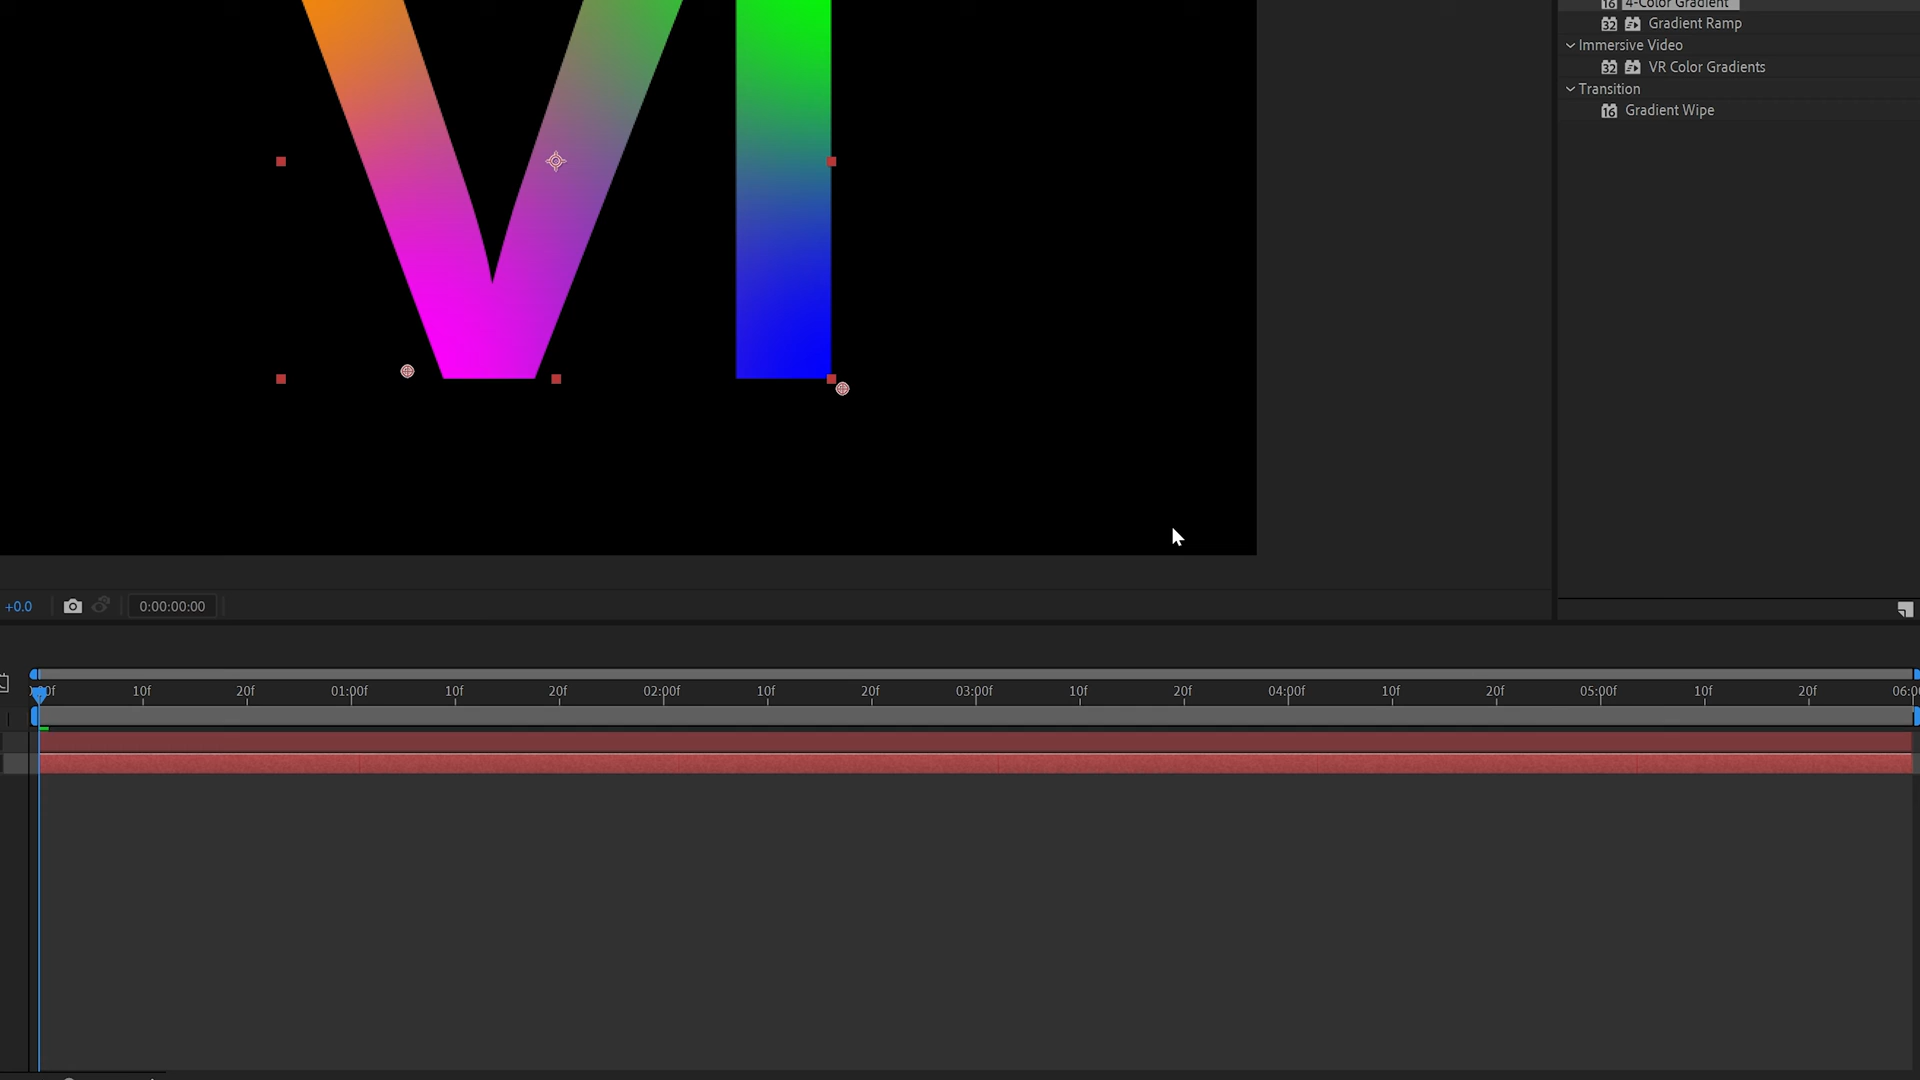 VI
4-Color Gradient
Gradient Ramp
Immersive Video
VR Color Gradients
Transition
Gradient Wipe
+0.0
0:00:00:00
10f 20f 01:00f 10f 20f 02:00f 10f 20f 03:00f 10f 20f 04:00f 10f 20f 05:00f 10f 20f